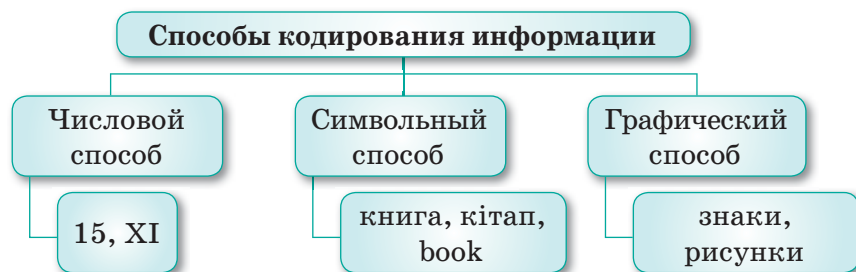 Способы кодирования информации
Числовой
способ
Символьный
способ
Графический
способ
15, XI
книга, кітап,
book
знаки,
рисунки